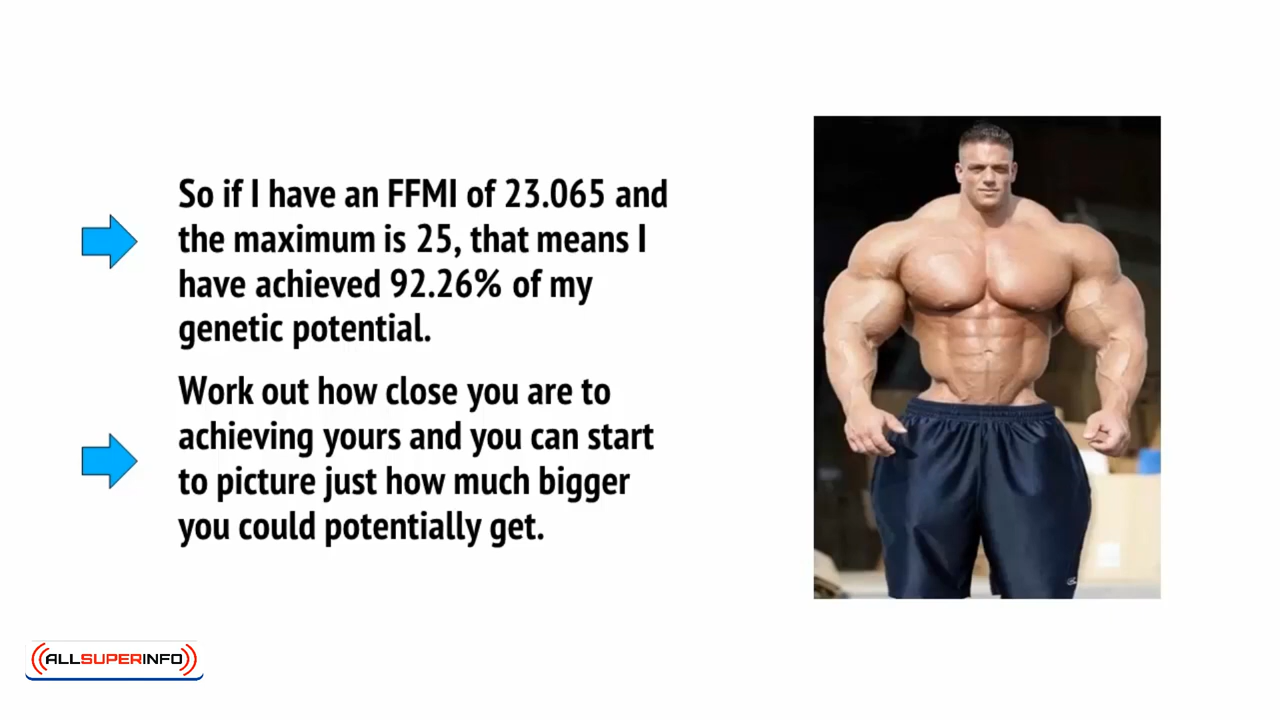 So if I have an FFMI of 23.065 and
the maximum is 25, that means I
have achieved 92.26% of my
genetic potential.
Work out how close you are to
achieving yours and you can start
to picture just how much bigger
you could potentially get.
ALLSUPERINFO